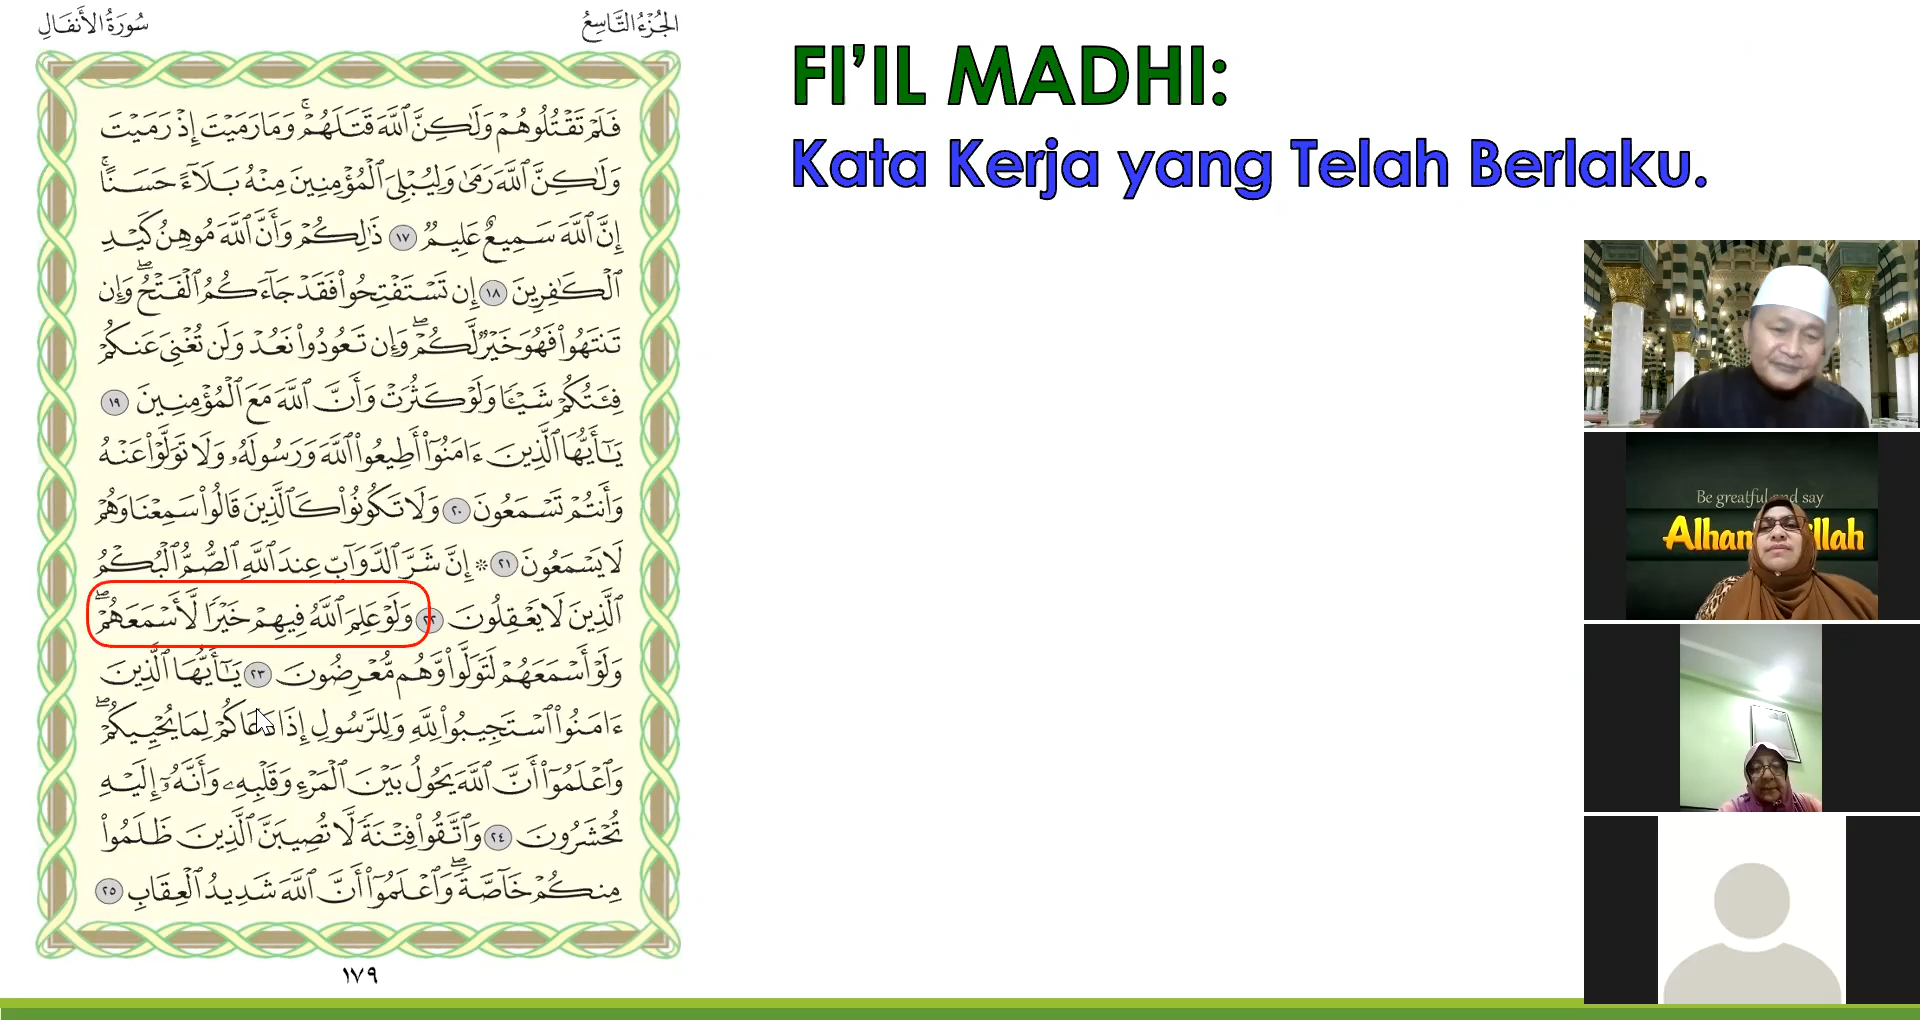 الجُزْءُ التَّاسِعُ
سُورَةُ الأَنفَالِ
فَلَمْ تَقْتُلُوهُمْ وَلَٰكِنَّ ٱللَّهَ قَتَلَهُمْ ۚ وَمَا رَمَيْتَ إِذْ رَمَيْتَ
وَلَٰكِنَّ ٱللَّهَ رَمَىٰ وَلِيُبْلِىَ ٱلْمُؤْمِنِينَ مِنْهُ بَلَآءً حَسَنًا ۚ
إِنَّ ٱللَّهَ سَمِيعٌ عَلِيمٌ ١٧ ذَٰلِكُمْ وَأَنَّ ٱللَّهَ مُوهِنُ كَيْدِ
ٱلْكَٰفِرِينَ ١٨ إِن تَسْتَفْتِحُوا۟ فَقَدْ جَآءَكُمُ ٱلْفَتْحُ ۖ وَإِن
تَنتَهُوا۟ فَهُوَ خَيْرٌ لَّكُمْ ۖ وَإِن تَعُودُوا۟ نَعُدْ وَلَن تُغْنِىَ عَنكُمْ
فِئَتُكُمْ شَيْـًٔا وَلَوْ كَثُرَتْ وَأَنَّ ٱللَّهَ مَعَ ٱلْمُؤْمِنِينَ ١٩
يَٰٓأَيُّهَا ٱلَّذِينَ ءَامَنُوٓا۟ أَطِيعُوا۟ ٱللَّهَ وَرَسُولَهُۥ وَلَا تَوَلَّوْا۟ عَنْهُ
وَأَنتُمْ تَسْمَعُونَ ٢٠ وَلَا تَكُونُوا۟ كَٱلَّذِينَ قَالُوا۟ سَمِعْنَا وَهُمْ
لَا يَسْمَعُونَ ٢١ ۞ إِنَّ شَرَّ ٱلدَّوَآبِّ عِندَ ٱللَّهِ ٱلصُّمُّ ٱلْبُكْمُ
ٱلَّذِينَ لَا يَعْقِلُونَ ٢٢ وَلَوْ عَلِمَ ٱللَّهُ فِيهِمْ خَيْرًا لَّأَسْمَعَهُمْ ۖ
وَلَوْ أَسْمَعَهُمْ لَتَوَلَّوا۟ وَّهُم مُّعْرِضُونَ ٢٣ يَٰٓأَيُّهَا ٱلَّذِينَ
ءَامَنُوا۟ ٱسْتَجِيبُوا۟ لِلَّهِ وَلِلرَّسُولِ إِذَا دَعَاكُمْ لِمَا يُحْيِيكُمْ ۖ
وَٱعْلَمُوٓا۟ أَنَّ ٱللَّهَ يَحُولُ بَيْنَ ٱلْمَرْءِ وَقَلْبِهِۦ وَأَنَّهُۥٓ إِلَيْهِ
تُحْشَرُونَ ٢٤ وَٱتَّقُوا۟ فِتْنَةً لَّا تُصِيبَنَّ ٱلَّذِينَ ظَلَمُوا۟
مِنكُمْ خَآصَّةً ۖ وَٱعْلَمُوٓا۟ أَنَّ ٱللَّهَ شَدِيدُ ٱلْعِقَابِ ٢٥
١٧٩
FI’IL MADHI:
Kata Kerja yang Telah Berlaku.
Be greatful and say